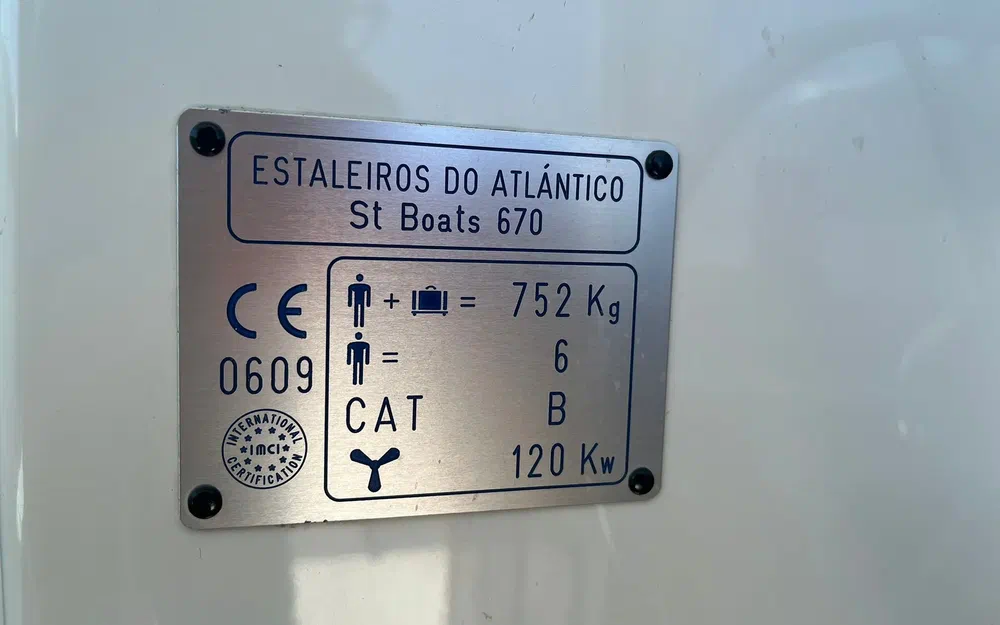 ESTALEIROS DO ATLÁNTICO
St Boats 670
CE
0609
INTERNATIONAL
IMCI
CERTIFICATION
+ = 752 Kg
= 6
CAT B
120 Kw